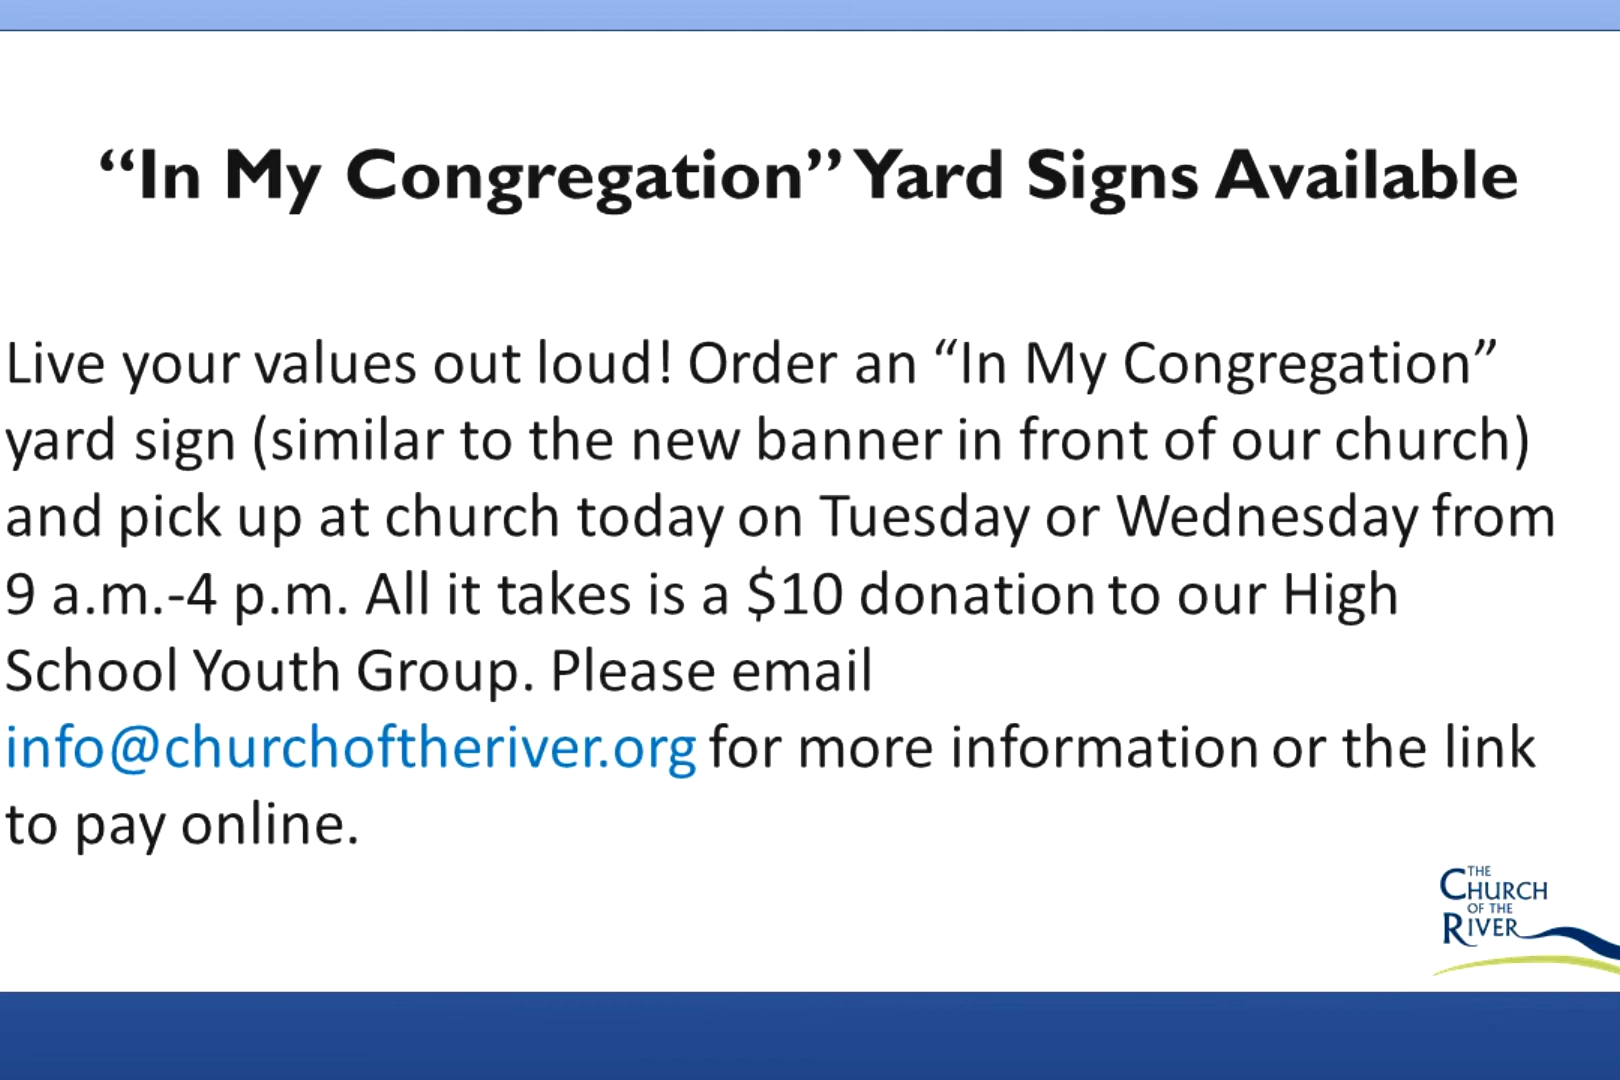 “In My Congregation” Yard Signs Available
Live your values out loud! Order an “In My Congregation”
yard sign (similar to the new banner in front of our church)
and pick up at church today on Tuesday or Wednesday from
9 a.m.-4 p.m. All it takes is a $10 donation to our High
School Youth Group. Please email
info@churchoftheriver.org for more information or the link
to pay online.
THE
CHURCH
OF THE
RIVER